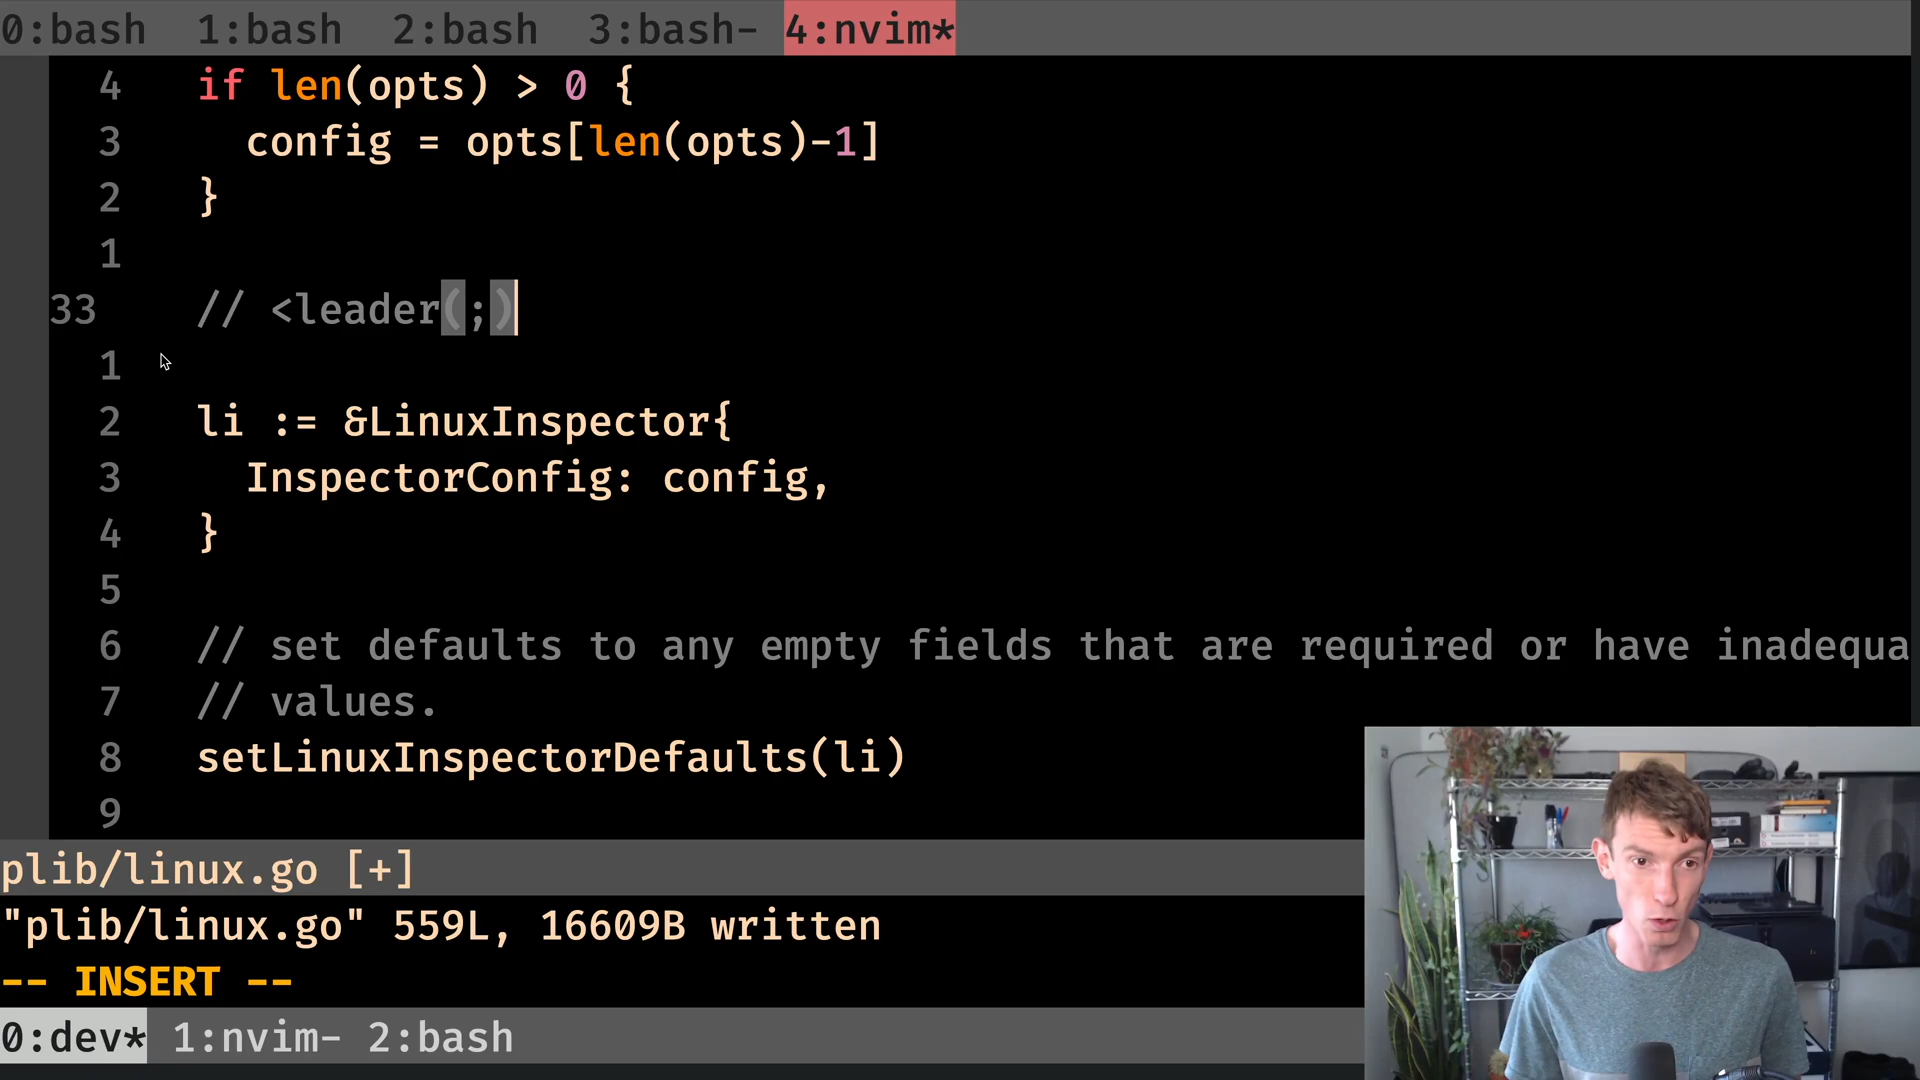 0:bash 1:bash 2:bash 3:bash- 4:nvim*
4 if len(opts) > 0 {
3 config = opts[len(opts)-1]
2 }
1
33 // <leader(;)
1
2 li := &LinuxInspector{
3 InspectorConfig: config,
4 }
5
6 // set defaults to any empty fields that are required or have inadequa
7 // values.
8 setLinuxInspectorDefaults(li)
9
plib/linux.go [+]
"plib/linux.go" 559L, 16609B written
-- INSERT --
0:dev* 1:nvim- 2:bash